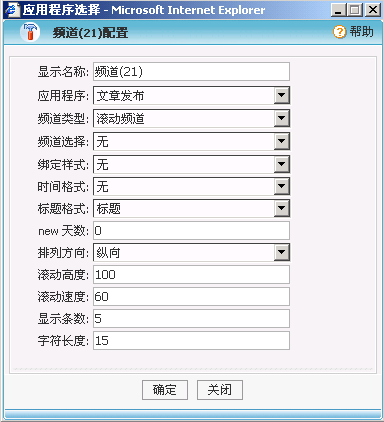 应用程序选择 - Microsoft Internet Explorer
频道(21)配置 帮助
显示名称: 频道(21)
应用程序: 文章发布
频道类型: 滚动频道
频道选择: 无
绑定样式: 无
时间格式: 无
标题格式: 标题
new 天数: 0
排列方向: 纵向
滚动高度: 100
滚动速度: 60
显示条数: 5
字符长度: 15
确定 关闭